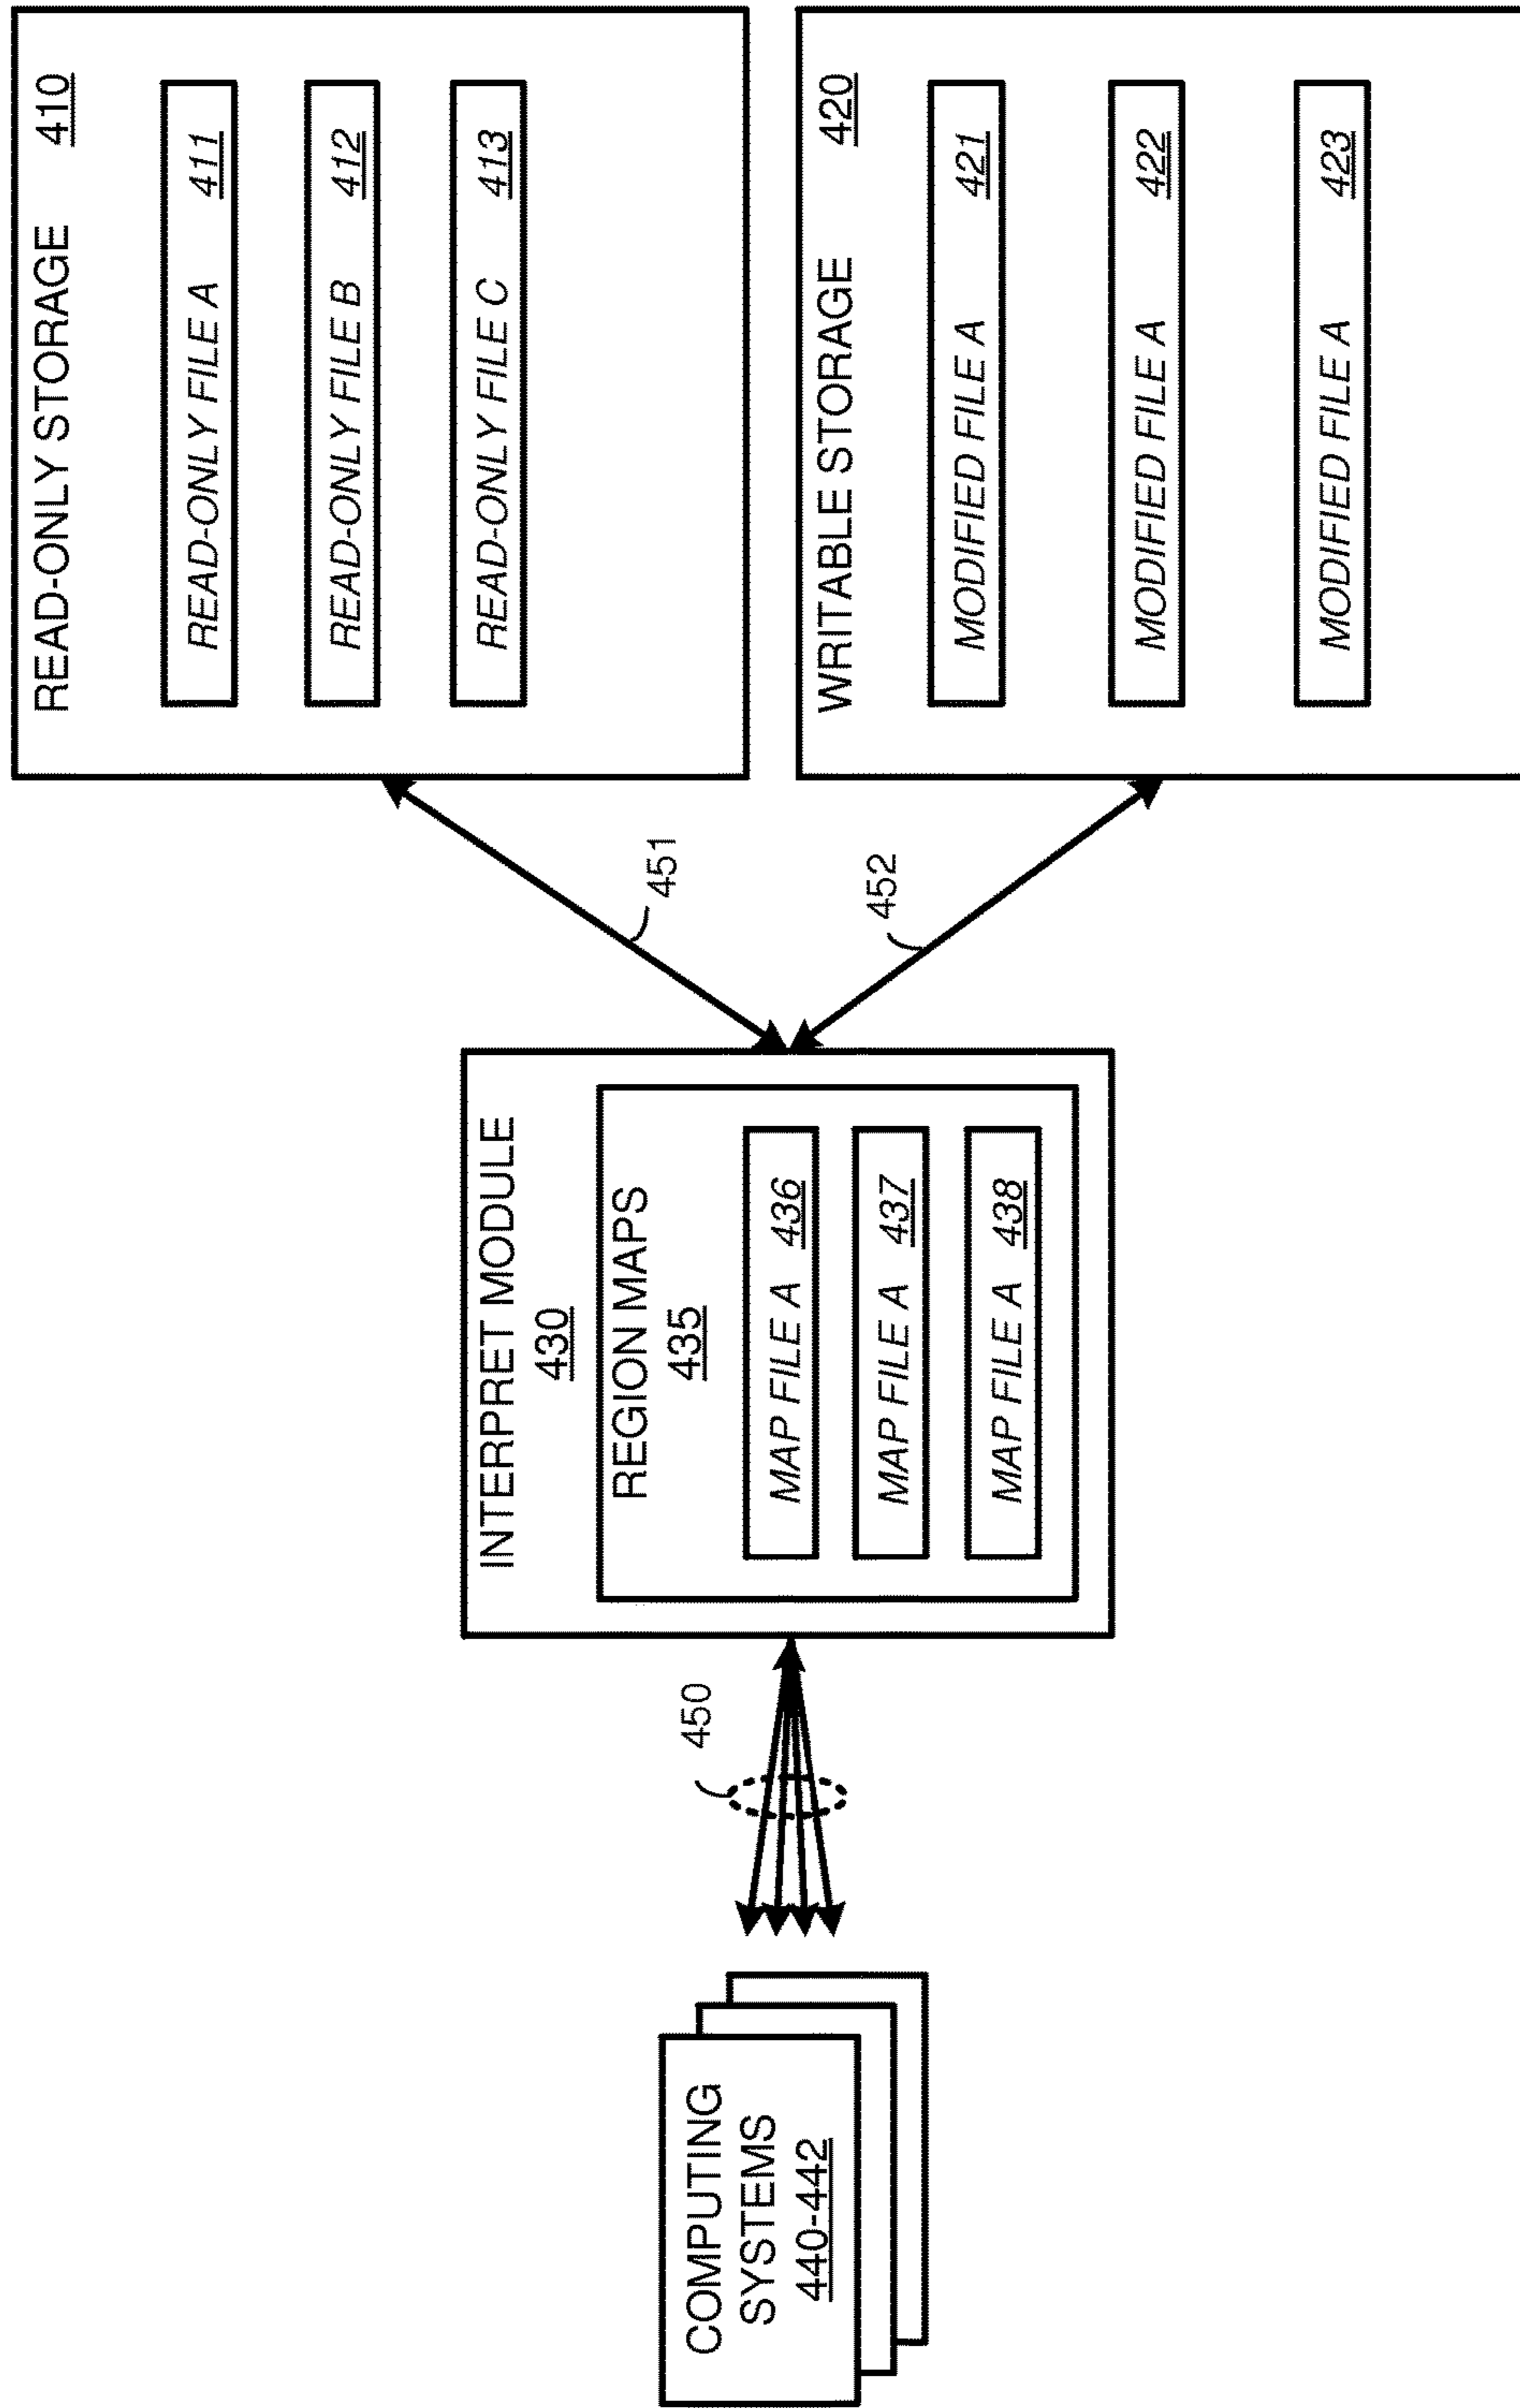 COMPUTING
SYSTEMS
440-442
450
INTERPRET MODULE
430
REGION MAPS
435
MAP FILE A 436
MAP FILE A 437
MAP FILE A 438
451
452
READ-ONLY STORAGE 410
READ-ONLY FILE A 411
READ-ONLY FILE B 412
READ-ONLY FILE C 413
WRITABLE STORAGE 420
MODIFIED FILE A 421
MODIFIED FILE A 422
MODIFIED FILE A 423